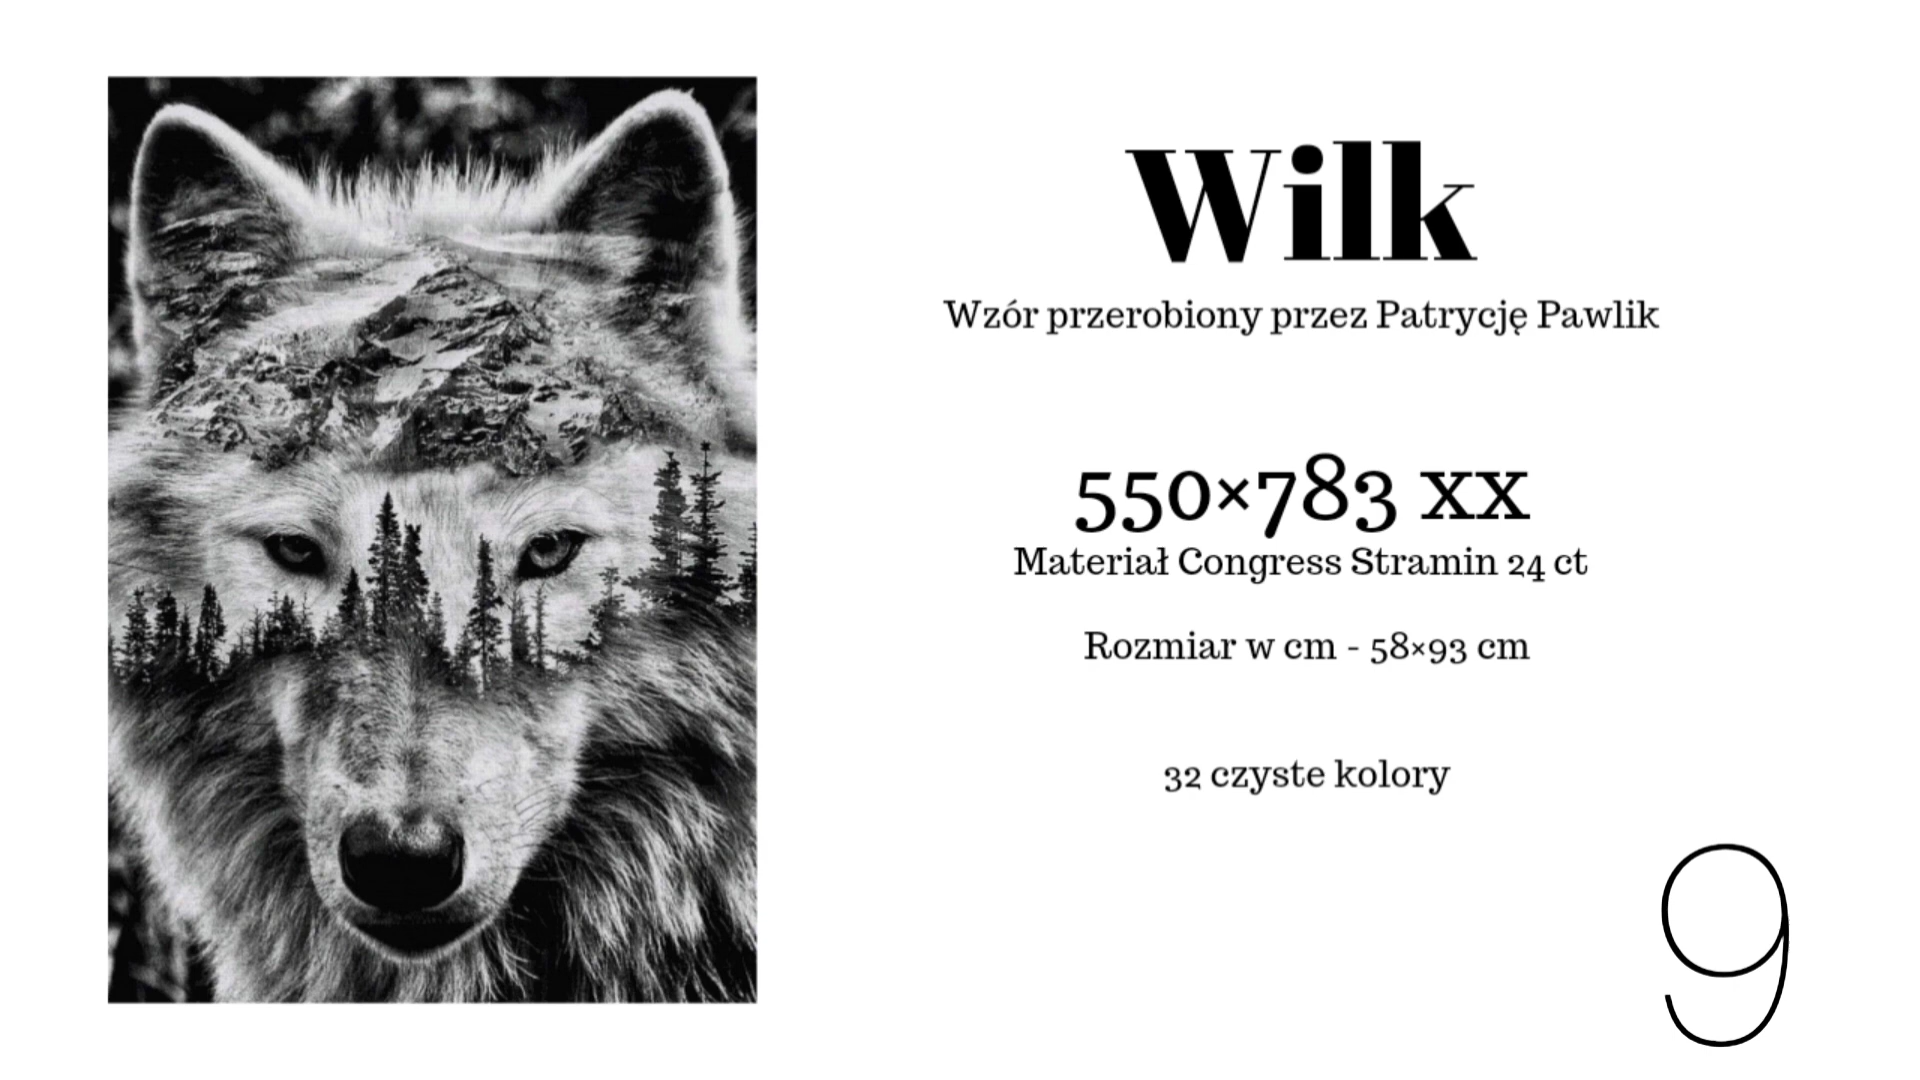 Wilk
Wzór przerobiony przez Patrycję Pawlik
550×783 xx
Materiał Congress Stramin 24 ct
Rozmiar w cm - 58×93 cm
32 czyste kolory
9